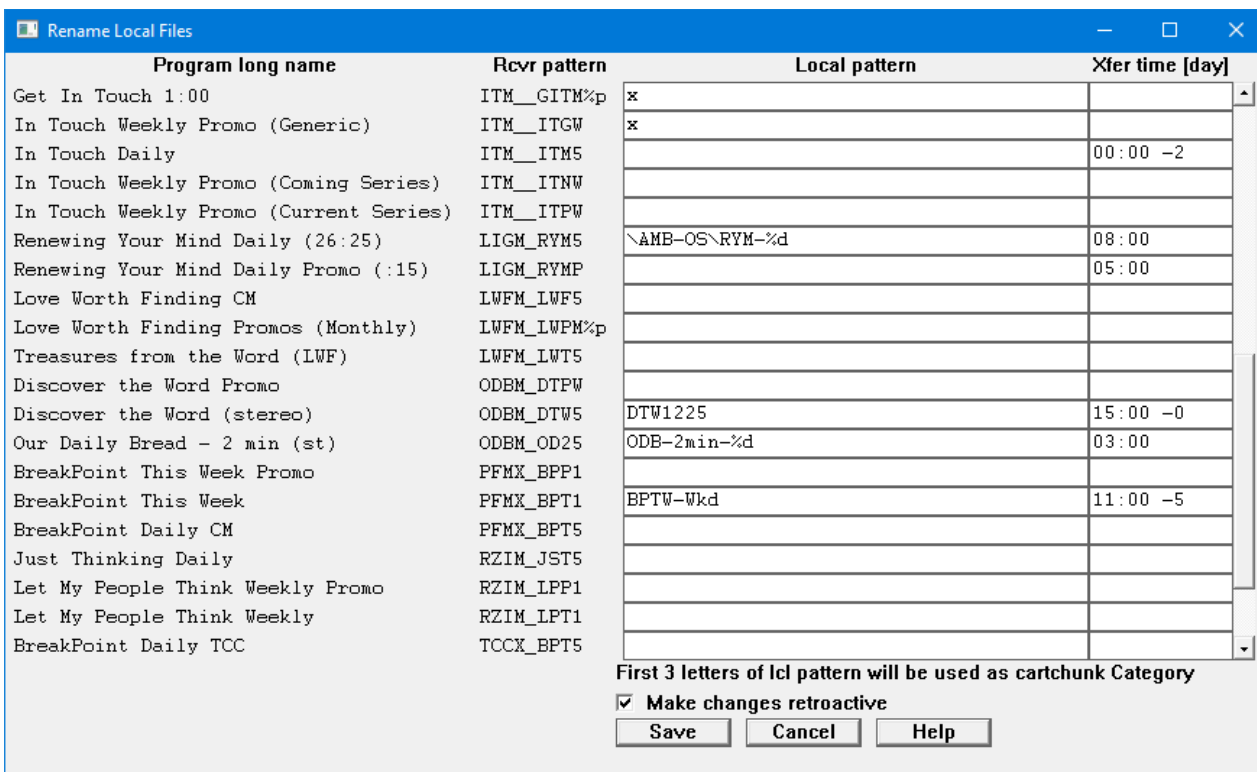 Rename Local Files
Program long name Rcvr pattern Local pattern Xfer time [day]
Get In Touch 1:00 ITM__GITM%p x
In Touch Weekly Promo (Generic) ITM__ITGW x
In Touch Daily ITM__ITM5 00:00 -2
In Touch Weekly Promo (Coming Series) ITM__ITNW
In Touch Weekly Promo (Current Series) ITM__ITPW
Renewing Your Mind Daily (26:25) LIGM_RYM5 \AMB-OS\RYM-%d 08:00
Renewing Your Mind Daily Promo (:15) LIGM_RYMP 05:00
Love Worth Finding CM LWFM_LWF5
Love Worth Finding Promos (Monthly) LWFM_LWPM%p
Treasures from the Word (LWF) LWFM_LWT5
Discover the Word Promo ODBM_DTPW
Discover the Word (stereo) ODBM_DTW5 DTW1225 15:00 -0
Our Daily Bread - 2 min (st) ODBM_OD25 ODB-2min-%d 03:00
BreakPoint This Week Promo PFMX_BPP1
BreakPoint This Week PFMX_BPT1 BPTW-Wkd 11:00 -5
BreakPoint Daily CM PFMX_BPT5
Just Thinking Daily RZIM_JST5
Let My People Think Weekly Promo RZIM_LPP1
Let My People Think Weekly RZIM_LPT1
BreakPoint Daily TCC TCCX_BPT5
First 3 letters of lcl pattern will be used as cartchunk Category
Make changes retroactive
Save Cancel Help